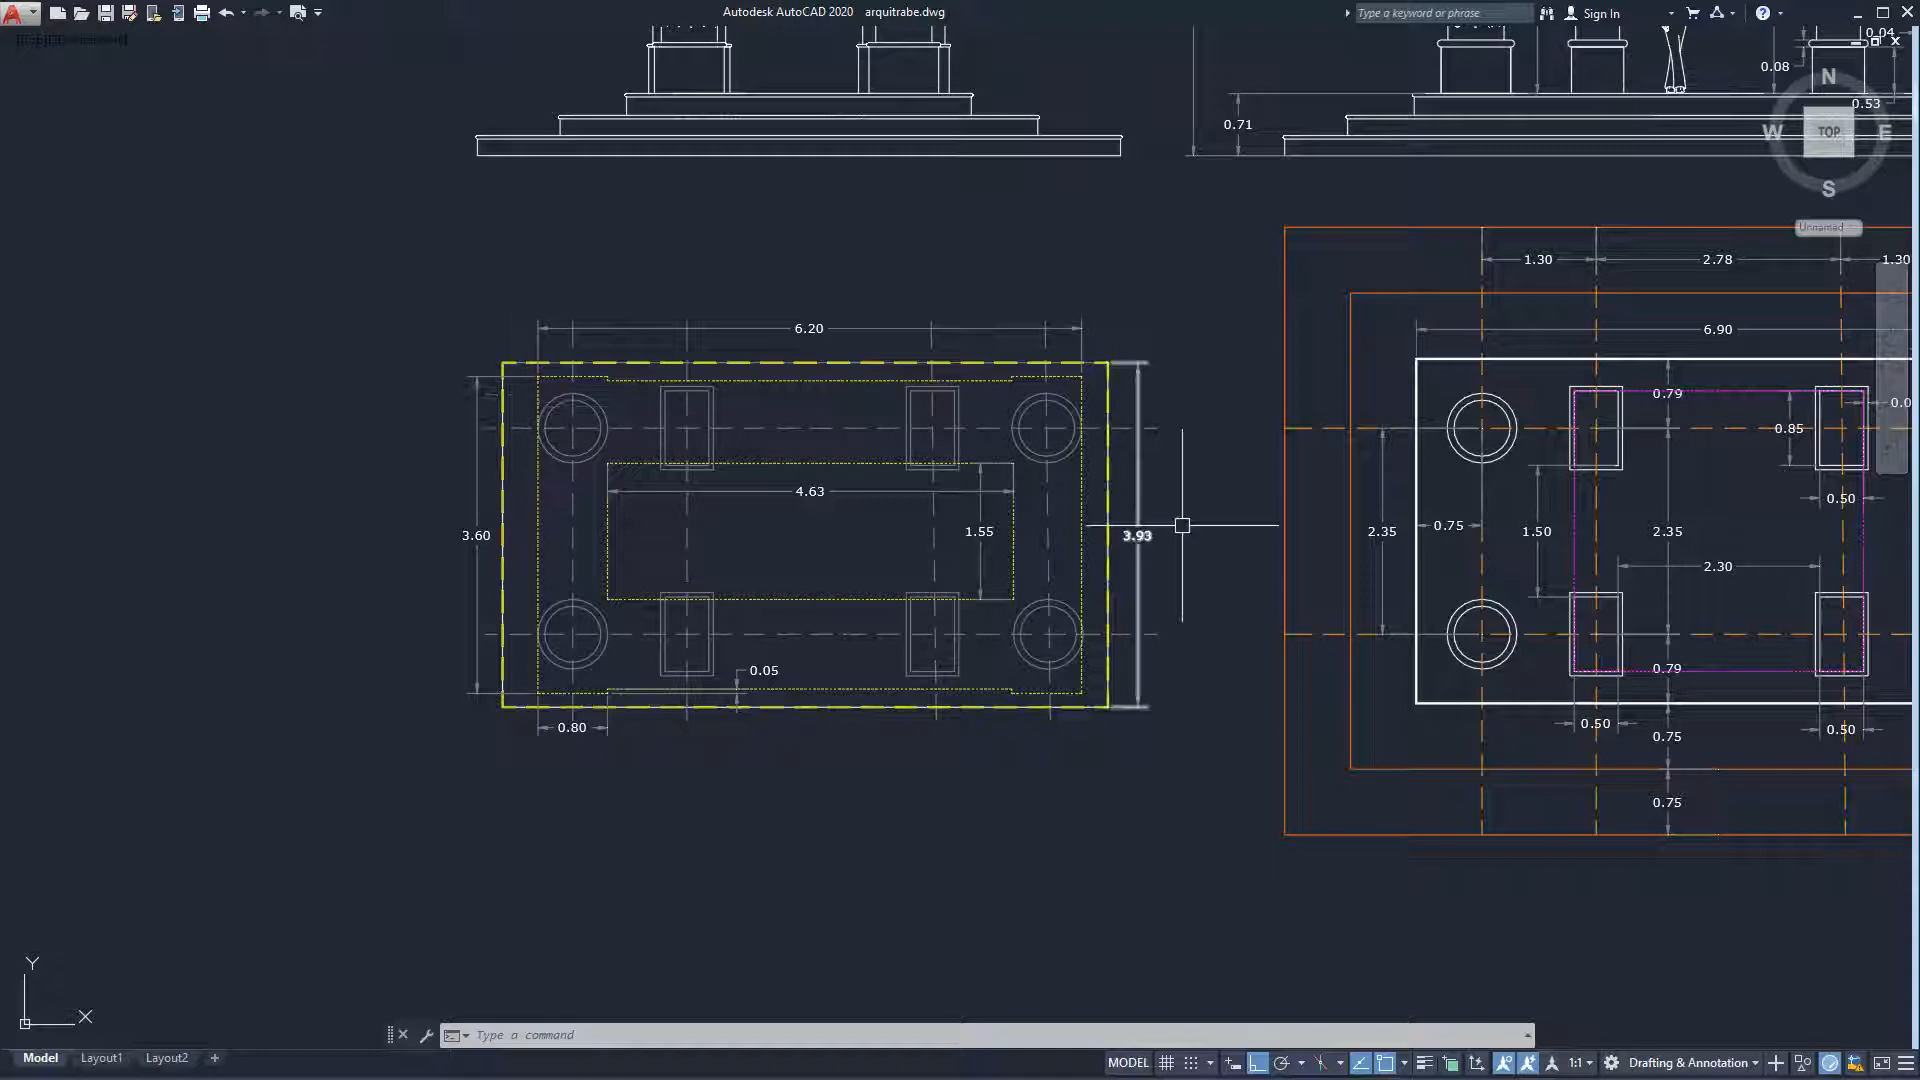 Autodesk AutoCAD 2020 arquitrabe.dwg
Type a keyword or phrase
Sign In
0.04
0.08
0.53
0.71
N
W
TOP
E
S
Unnamed
1.30
2.78
1.30
6.20
6.90
0.79
0.85
0.0
4.63
0.50
3.60
1.55
3.93
2.35
0.75
1.50
2.35
2.30
0.05
0.79
0.80
0.50
0.75
0.50
0.75
Y
X
Type a command
Model
Layout1
Layout2
+
MODEL
1:1
Drafting & Annotation